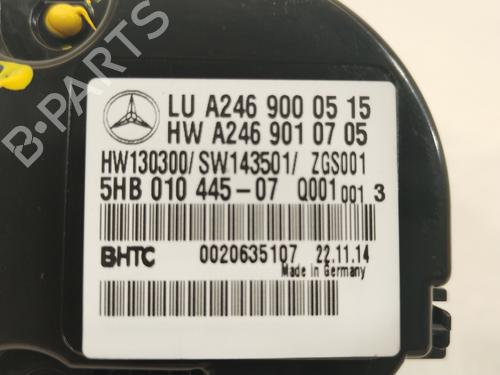 LU A246 900 05 15
HW A246 901 07 05
HW130300/ SW143501/ ZGS001
5HB 010 445-07 Q001 001 3
BHTC 0020635107 22.11.14
Made in Germany
B-PARTS